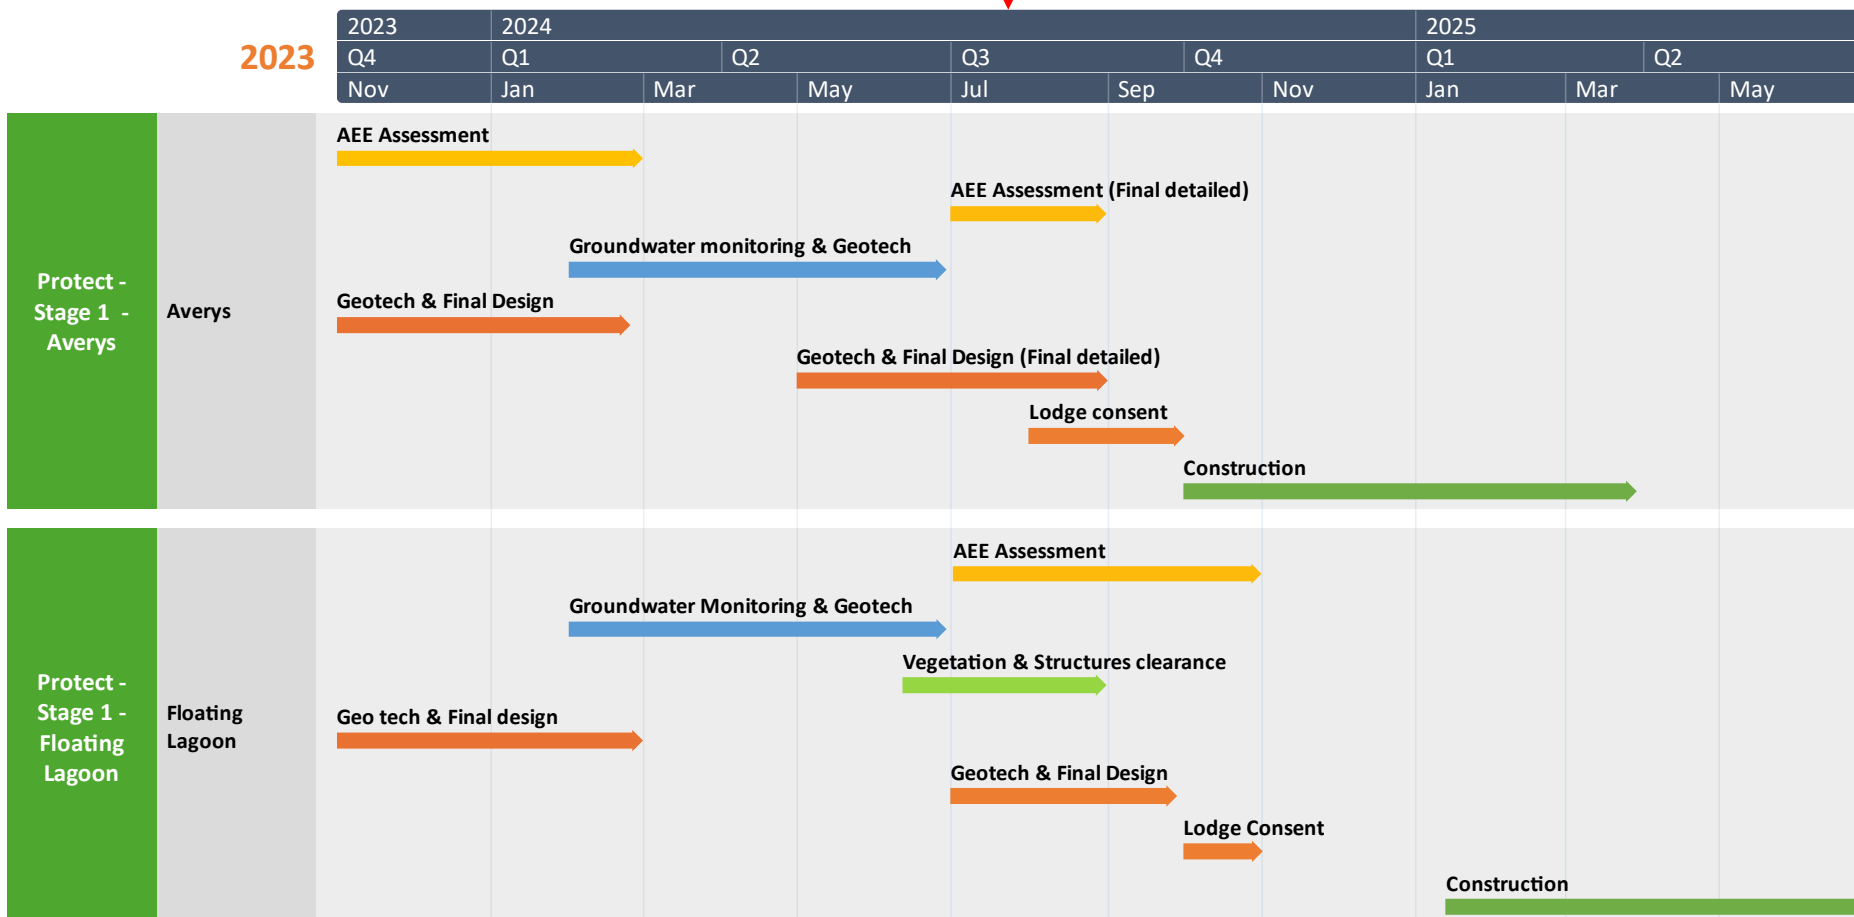 2023 2024 2025
2023
Q4 Q1 Q2 Q3 Q4 Q1 Q2
Nov Jan Mar May Jul Sep Nov Jan Mar May
Protect -
Stage 1 -
Averys
Averys
AEE Assessment
AEE Assessment (Final detailed)
Groundwater monitoring & Geotech
Geotech & Final Design
Geotech & Final Design (Final detailed)
Lodge consent
Construction
Protect -
Stage 1 -
Floating
Lagoon
Floating
Lagoon
AEE Assessment
Groundwater Monitoring & Geotech
Vegetation & Structures clearance
Geo tech & Final design
Geotech & Final Design
Lodge Consent
Construction